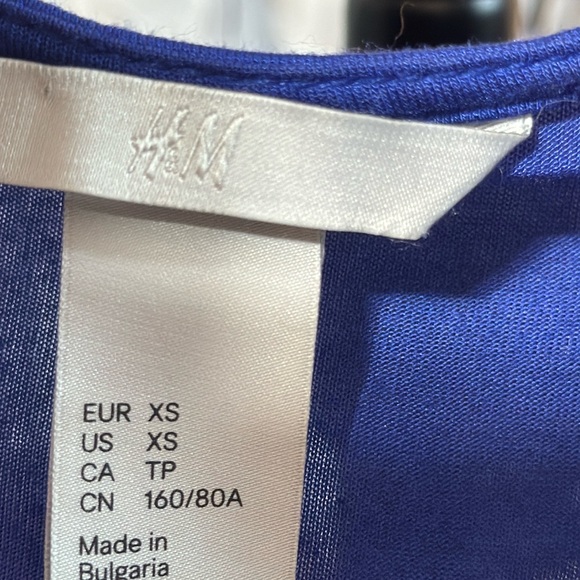 H&M
EUR XS
US XS
CA TP
CN 160/80A
Made in
Bulgaria